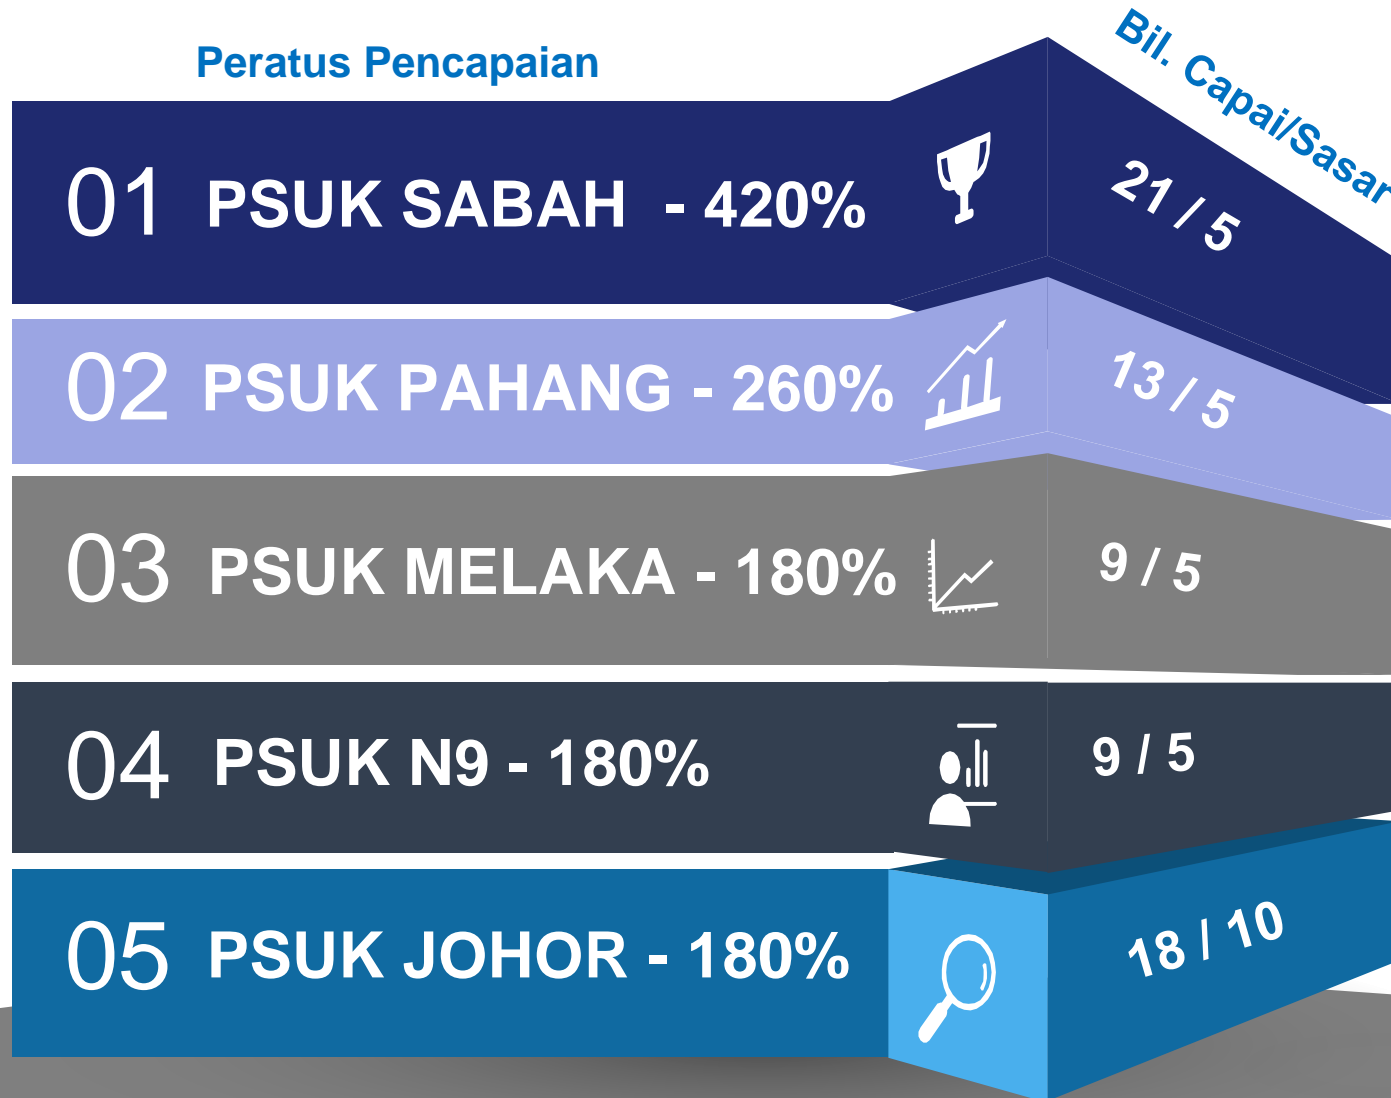 Peratus Pencapaian
Bil. Capai/Sasar
01 PSUK SABAH - 420% 21 / 5
02 PSUK PAHANG - 260% 13 / 5
03 PSUK MELAKA - 180% 9 / 5
04 PSUK N9 - 180% 9 / 5
05 PSUK JOHOR - 180% 18 / 10